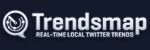 Trendsmap
REAL-TIME LOCAL TWITTER TRENDS